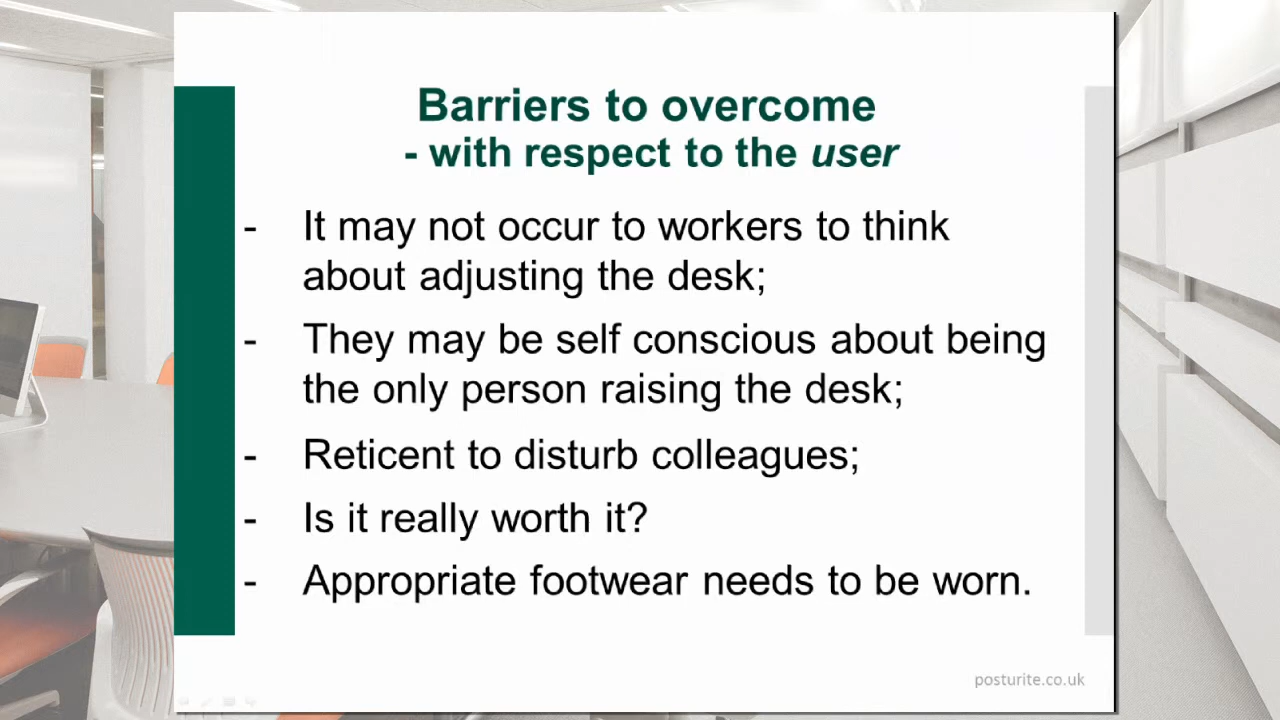 Barriers to overcome
- with respect to the user
- It may not occur to workers to think
about adjusting the desk;
- They may be self conscious about being
the only person raising the desk;
- Reticent to disturb colleagues;
- Is it really worth it?
- Appropriate footwear needs to be worn.
posturite.co.uk